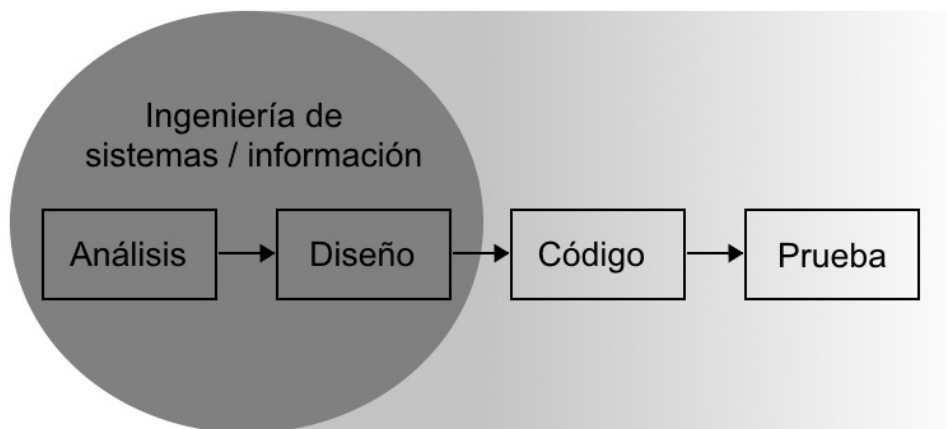 Ingeniería de
sistemas / información
Análisis
Diseño
Código
Prueba